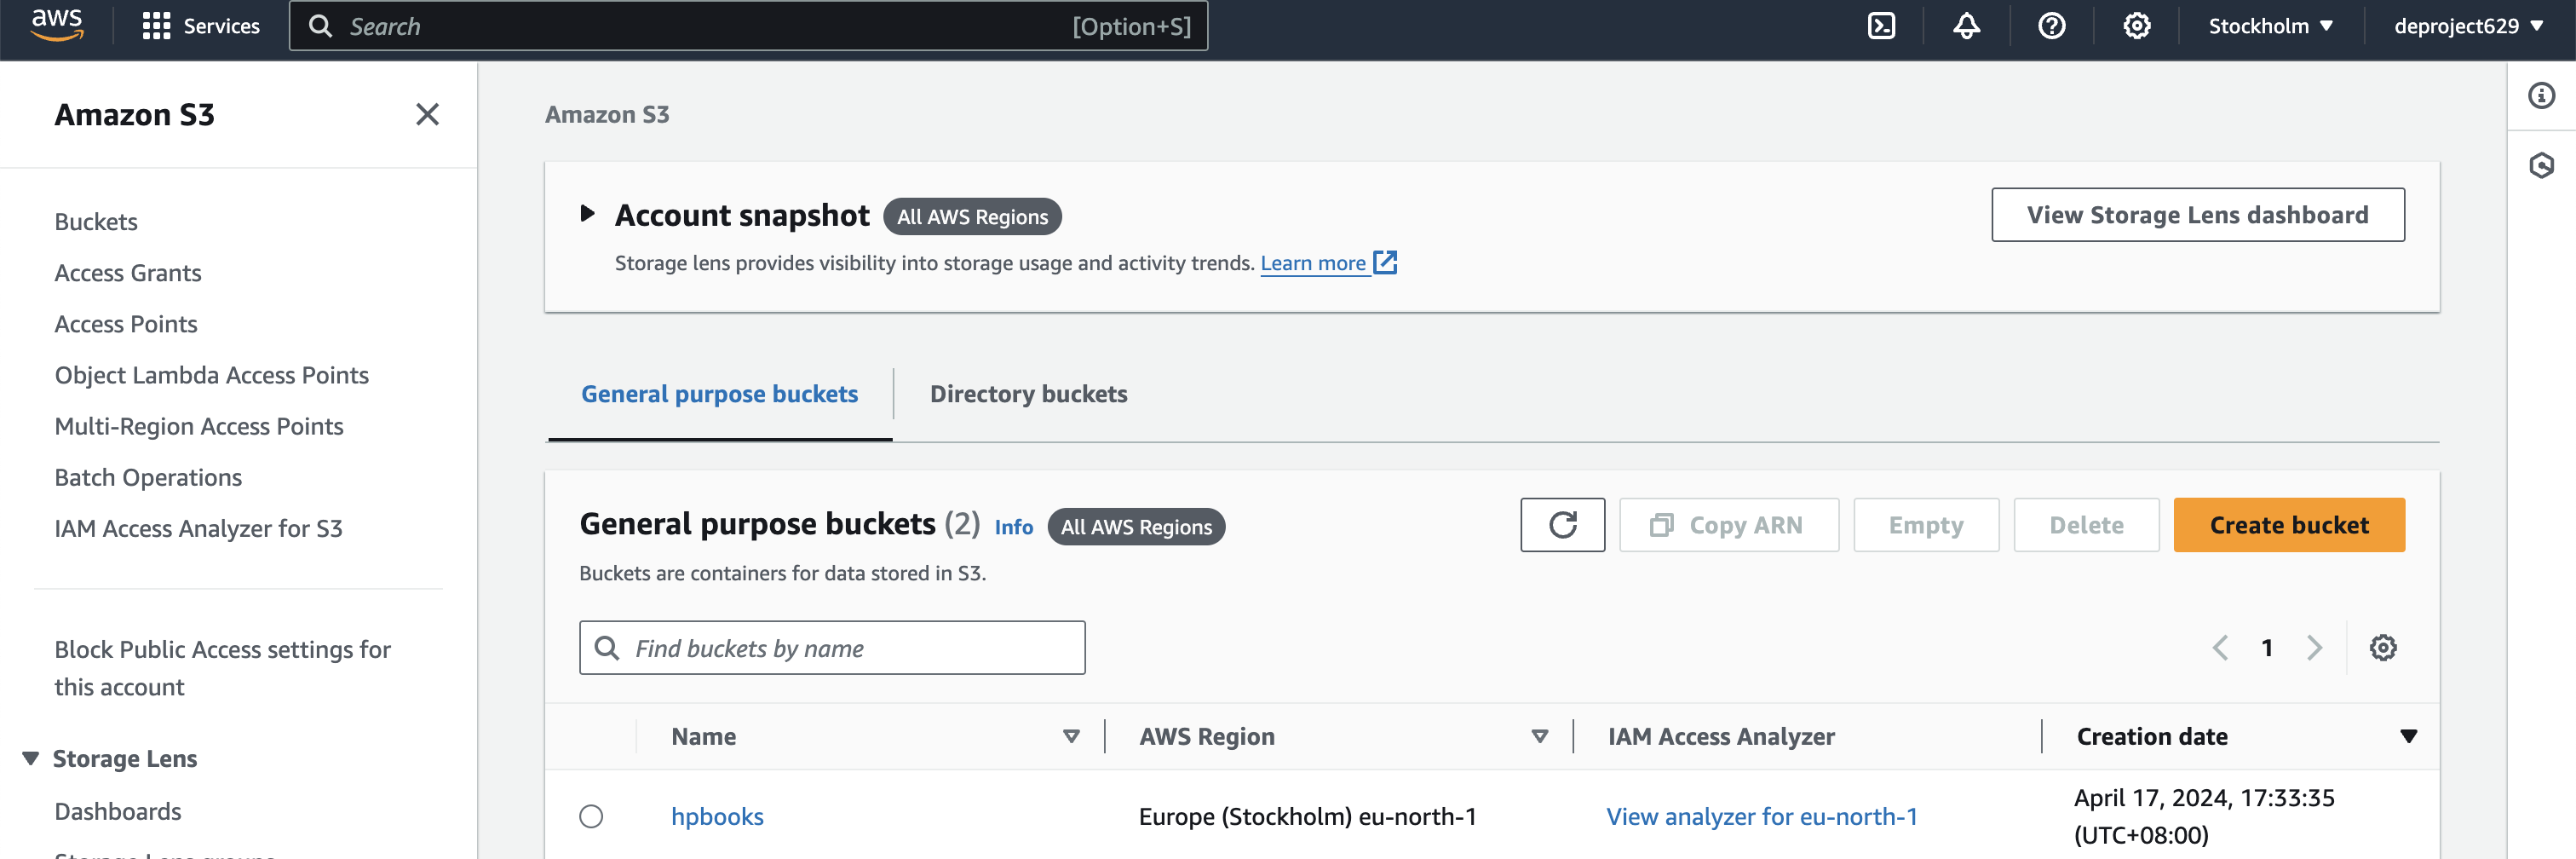 aws Services Search [Option+S] Stockholm deproject629
Amazon S3
Buckets
Access Grants
Access Points
Object Lambda Access Points
Multi-Region Access Points
Batch Operations
IAM Access Analyzer for S3
Block Public Access settings for
this account
Storage Lens
Dashboards
Storage Lens groups
Amazon S3
Account snapshot All AWS Regions
View Storage Lens dashboard
Storage lens provides visibility into storage usage and activity trends. Learn more
General purpose buckets Directory buckets
General purpose buckets (2) Info All AWS Regions
Copy ARN Empty Delete Create bucket
Buckets are containers for data stored in S3.
Find buckets by name
1
Name AWS Region IAM Access Analyzer Creation date
hpbooks Europe (Stockholm) eu-north-1 View analyzer for eu-north-1 April 17, 2024, 17:33:35
(UTC+08:00)